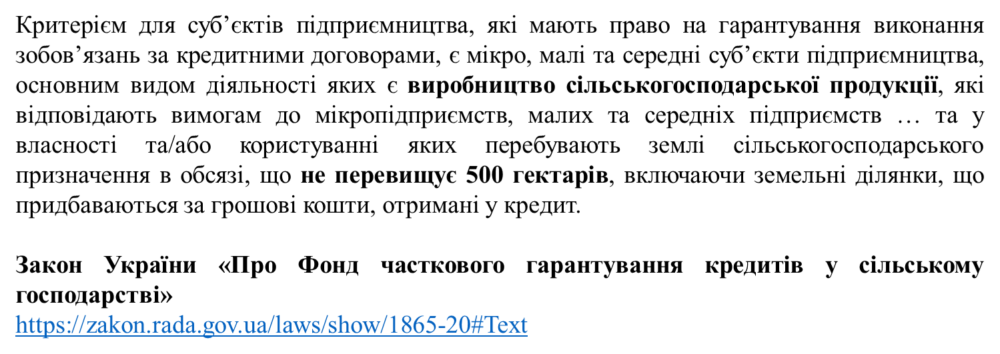 Критерієм для суб’єктів підприємництва, які мають право на гарантування виконання
зобов’язань за кредитними договорами, є мікро, малі та середні суб’єкти підприємництва,
основним видом діяльності яких є виробництво сільськогосподарської продукції, які
відповідають вимогам до мікропідприємств, малих та середніх підприємств … та у
власності та/або користуванні яких перебувають землі сільськогосподарського
призначення в обсязі, що не перевищує 500 гектарів, включаючи земельні ділянки, що
придбаваються за грошові кошти, отримані у кредит.
Закон України «Про Фонд часткового гарантування кредитів у сільському
господарстві»
https://zakon.rada.gov.ua/laws/show/1865-20#Text